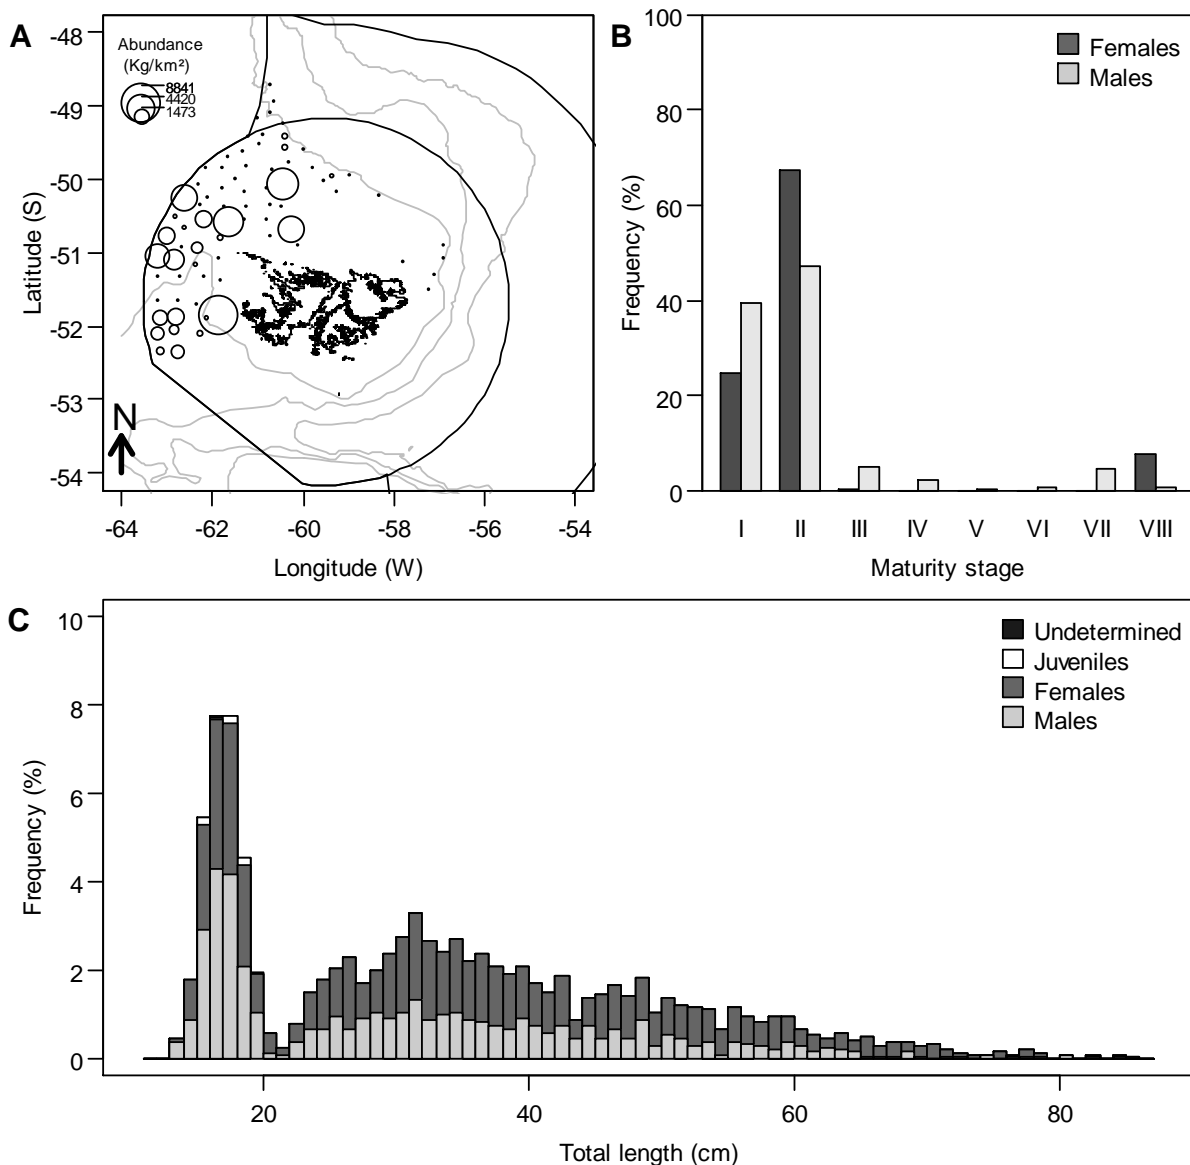 A
Abundance
(Kg/km²)
8841
4420
1473
-48
-49
-50
-51
-52
-53
-54
Latitude (S)
N
-64
-62
-60
-58
-56
-54
Longitude (W)
B
100
80
60
40
20
0
Frequency (%)
Females
Males
I II III IV V VI VII VIII
Maturity stage
C
10
8
6
4
2
0
Frequency (%)
Undetermined
Juveniles
Females
Males
20 40 60 80
Total length (cm)